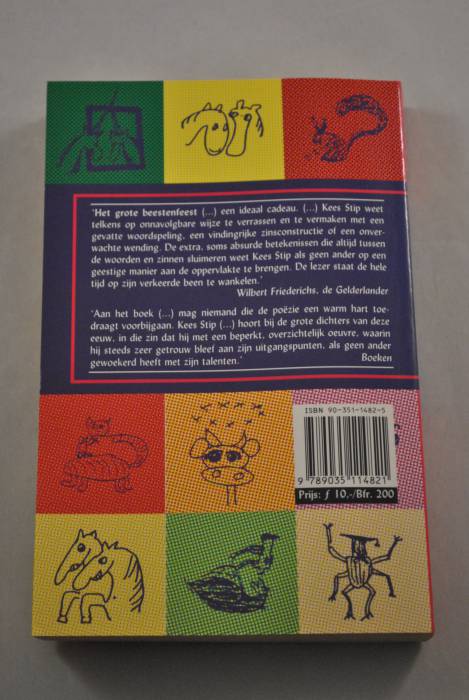 'Het grote beestenfeest (...) een ideaal cadeau. (...) Kees Stip weet
telkens op onnavolgbare wijze te verrassen en te vermaken met een
gevatte woordspeling, een vindingrijke zinsconstructie of een onver-
wachte wending. De extra, soms absurde betekenissen die altijd tussen
de woorden en zinnen sluimeren weet Kees Stip als geen ander op een
geestige manier aan de oppervlakte te brengen. De lezer staat de hele
tijd op zijn verkeerde been te wankelen.'
Wilbert Friederichs, de Gelderlander
'Aan het boek (...) mag niemand die de poëzie een warm hart toe-
draagt voorbijgaan. Kees Stip (...) hoort bij de grote dichters van deze
eeuw, in die zin dat hij met een beperkt, overzichtelijk oeuvre, waarin
hij steeds zeer getrouw bleef aan zijn uitgangspunten, als geen ander
gewoekerd heeft met zijn talenten.'
Boeken
ISBN 90-351-1482-5
9 789035 114821
Prijs: ƒ 10,-/Bfr. 200